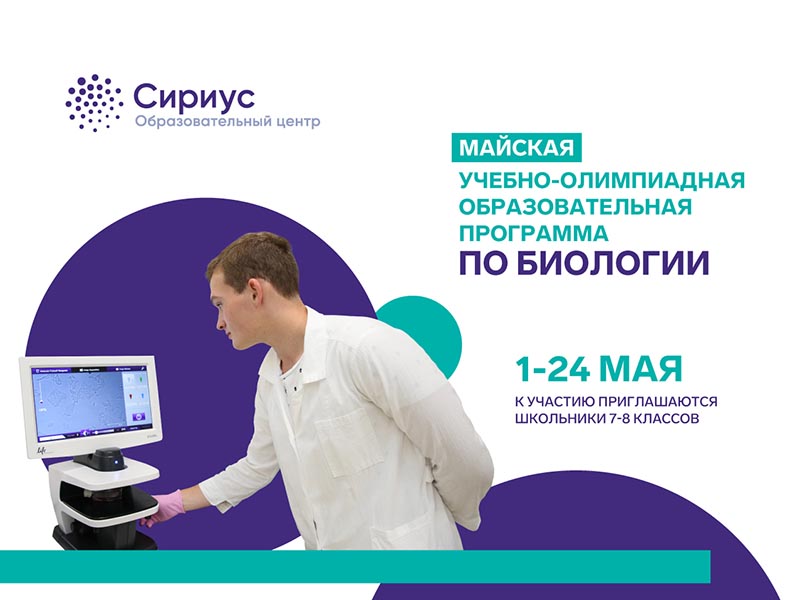 Сириус
Образовательный центр
МАЙСКАЯ
УЧЕБНО-ОЛИМПИАДНАЯ
ОБРАЗОВАТЕЛЬНАЯ
ПРОГРАММА
ПО БИОЛОГИИ
1-24 МАЯ
К УЧАСТИЮ ПРИГЛАШАЮТСЯ
ШКОЛЬНИКИ 7-8 КЛАССОВ
Life